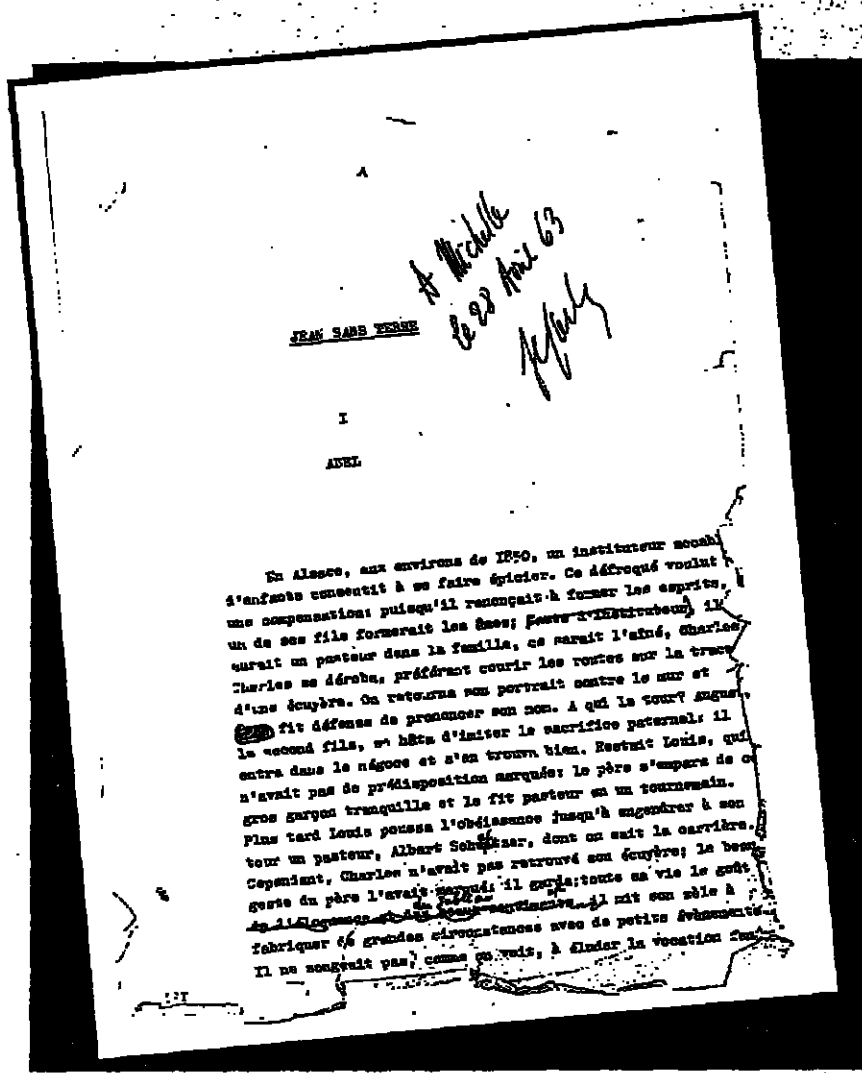 A Michelle
le 28 Avril 63
JEAN SANS TERRE
I
ABEL
En Alsace, aux environs de 1850, un instituteur accabl
d'enfants consentit à se faire épicier. Ce défroqué voulut
une compensation: puisqu'il renonçait à former les esprits,
un de ses fils formerait les âmes; il
aurait un pasteur dans la famille, ce serait l'aîné, Charles
Charles se déroba, préférant courir les routes sur la trace
d'une écuyère. On retourna son portrait contre le mur et
fit défense de prononcer son nom. A qui le tour? August,
le second fils, se hâta d'imiter le sacrifice paternel: il
entra dans le négoce et s'en trouva bien. Restait Louis, qui
n'avait pas de prédisposition marquée: le père s'empara de c
gros garçon tranquille et le fit pasteur en un tournemain.
Plus tard Louis poussa l'obéissance jusqu'à engendrer à son
tour un pasteur, Albert Schweitzer, dont on sait la carrière.
Cependant, Charles n'avait pas retrouvé son écuyère; le beau
geste du père l'avait marqué: il garda toute sa vie le goût
du sublime et mit son zèle à
fabriquer de grandes circonstances avec de petits évènements.
Il ne songeait pas, comme on voit, à éluder la vocation fami